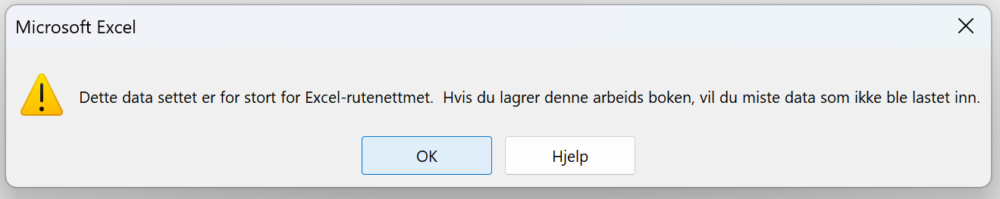 Microsoft Excel
Dette data settet er for stort for Excel-rutenettmet.  Hvis du lagrer denne arbeids boken, vil du miste data som ikke ble lastet inn.
OK
Hjelp